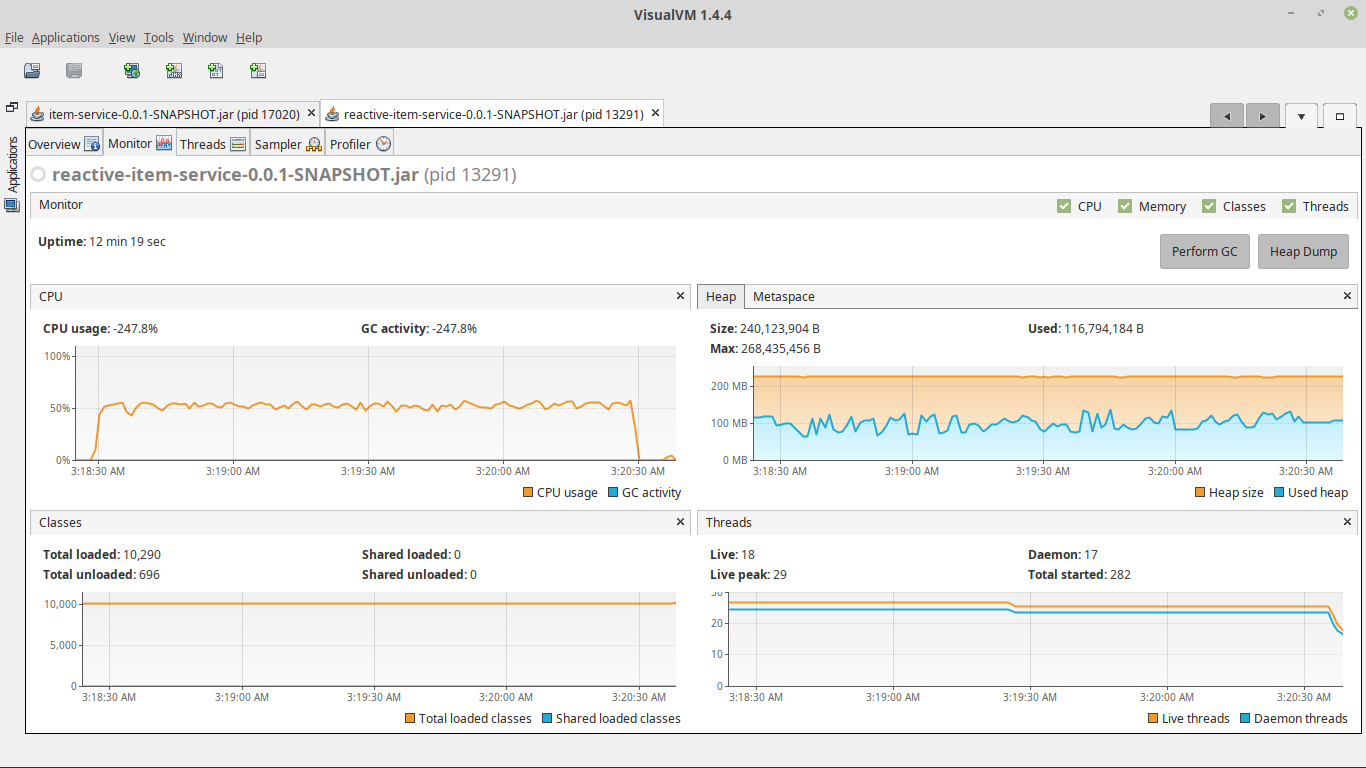 VisualVM 1.4.4
File Applications View Tools Window Help
item-service-0.0.1-SNAPSHOT.jar (pid 17020)
reactive-item-service-0.0.1-SNAPSHOT.jar (pid 13291)
Applications
Overview Monitor Threads Sampler Profiler
reactive-item-service-0.0.1-SNAPSHOT.jar (pid 13291)
Monitor
CPU Memory Classes Threads
Uptime: 12 min 19 sec
Perform GC Heap Dump
CPU
CPU usage: -247.8% GC activity: -247.8%
100%
50%
0%
3:18:30 AM 3:19:00 AM 3:19:30 AM 3:20:00 AM 3:20:30 AM
CPU usage GC activity
Heap Metaspace
Size: 240,123,904 B Used: 116,794,184 B
Max: 268,435,456 B
200 MB
100 MB
0 MB
3:18:30 AM 3:19:00 AM 3:19:30 AM 3:20:00 AM 3:20:30 AM
Heap size Used heap
Classes
Total loaded: 10,290 Shared loaded: 0
Total unloaded: 696 Shared unloaded: 0
10,000
5,000
0
3:18:30 AM 3:19:00 AM 3:19:30 AM 3:20:00 AM 3:20:30 AM
Total loaded classes Shared loaded classes
Threads
Live: 18 Daemon: 17
Live peak: 29 Total started: 282
30
20
10
0
3:18:30 AM 3:19:00 AM 3:19:30 AM 3:20:00 AM 3:20:30 AM
Live threads Daemon threads